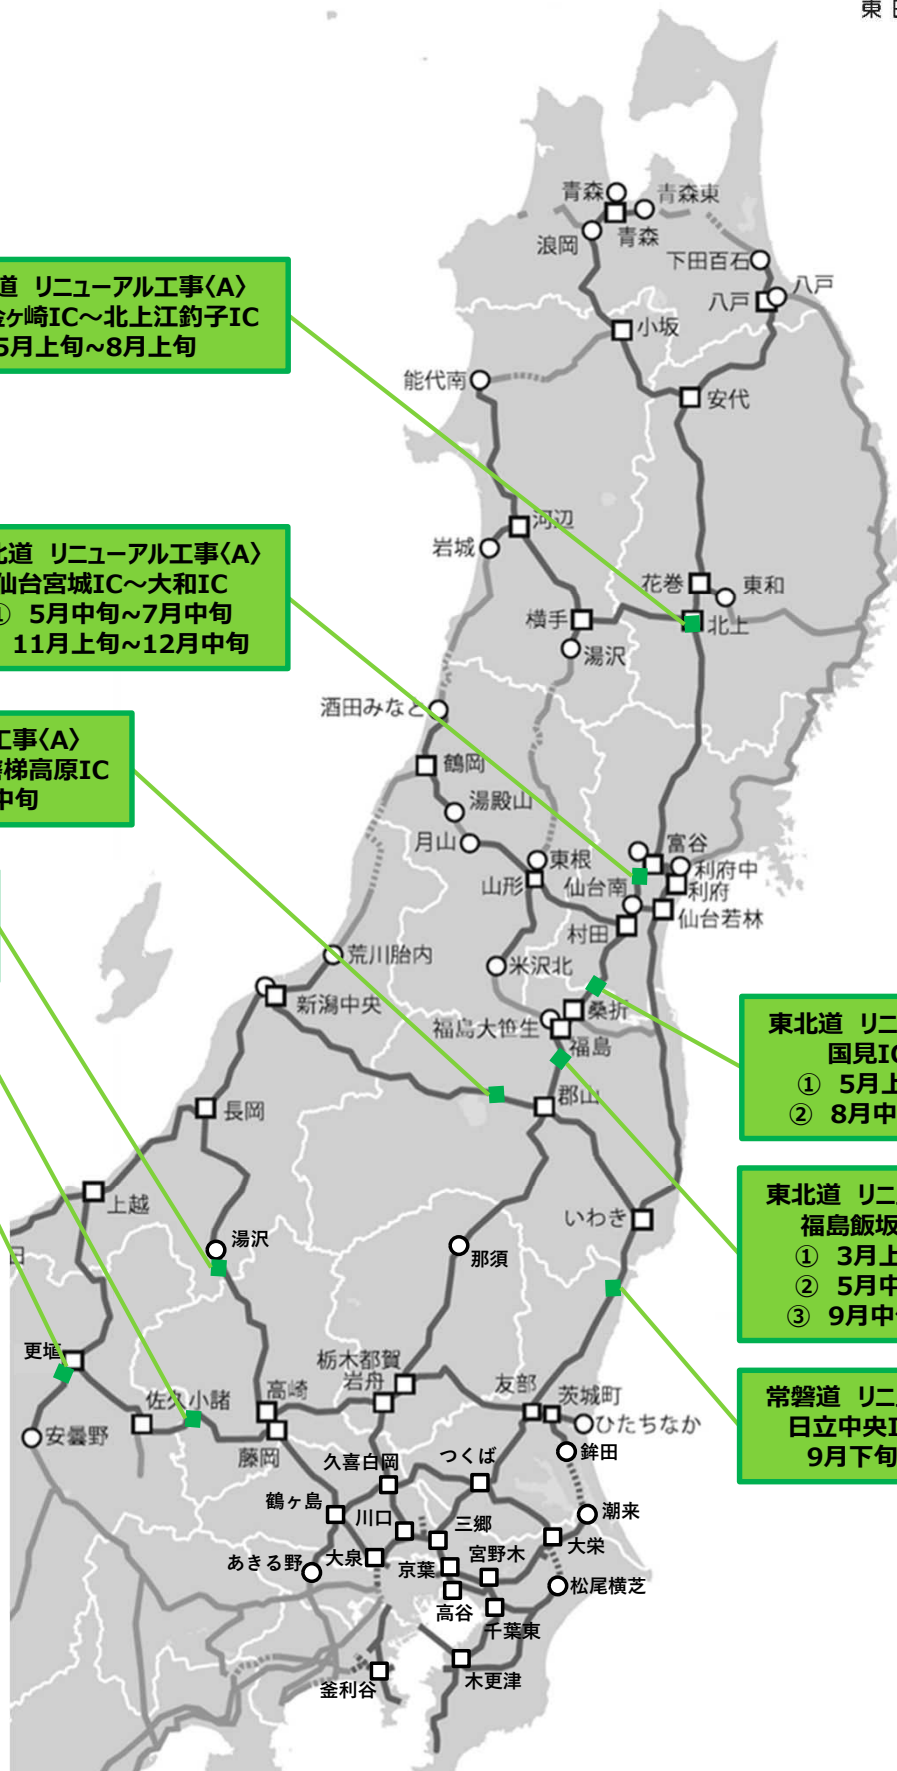 東日
青森
青森東
浪岡
青森
下田百石
八戸
八戸
道 リニューアル工事〈A〉
金ヶ崎IC～北上江釣子IC
5月上旬~8月上旬
小坂
能代南
安代
河辺
岩城
北道 リニューアル工事〈A〉
仙台宮城IC～大和IC
① 5月中旬~7月中旬
11月上旬~12月中旬
花巻
東和
横手
北上
湯沢
酒田みなと
工事〈A〉
磐梯高原IC
中旬
鶴岡
湯殿山
月山
富谷
東根
利府中
山形
仙台南
利府
仙台若林
村田
荒川胎内
米沢北
新潟中央
桑折
福島大笹生
福島
東北道 リニ
国見IC
① 5月上
② 8月中
郡山
長岡
上越
いわき
東北道 リニュ
福島飯坂
① 3月上
② 5月中
③ 9月中
湯沢
那須
田
更埴
栃木都賀
岩舟
佐久小諸
高崎
友部
茨城町
常磐道 リニュ
日立中央I
9月下旬
安曇野
ひたちなか
藤岡
鉾田
久喜白岡
つくば
鶴ヶ島
川口
三郷
潮来
大栄
あきる野
大泉
京葉
宮野木
松尾横芝
高谷
千葉東
釜利谷
木更津